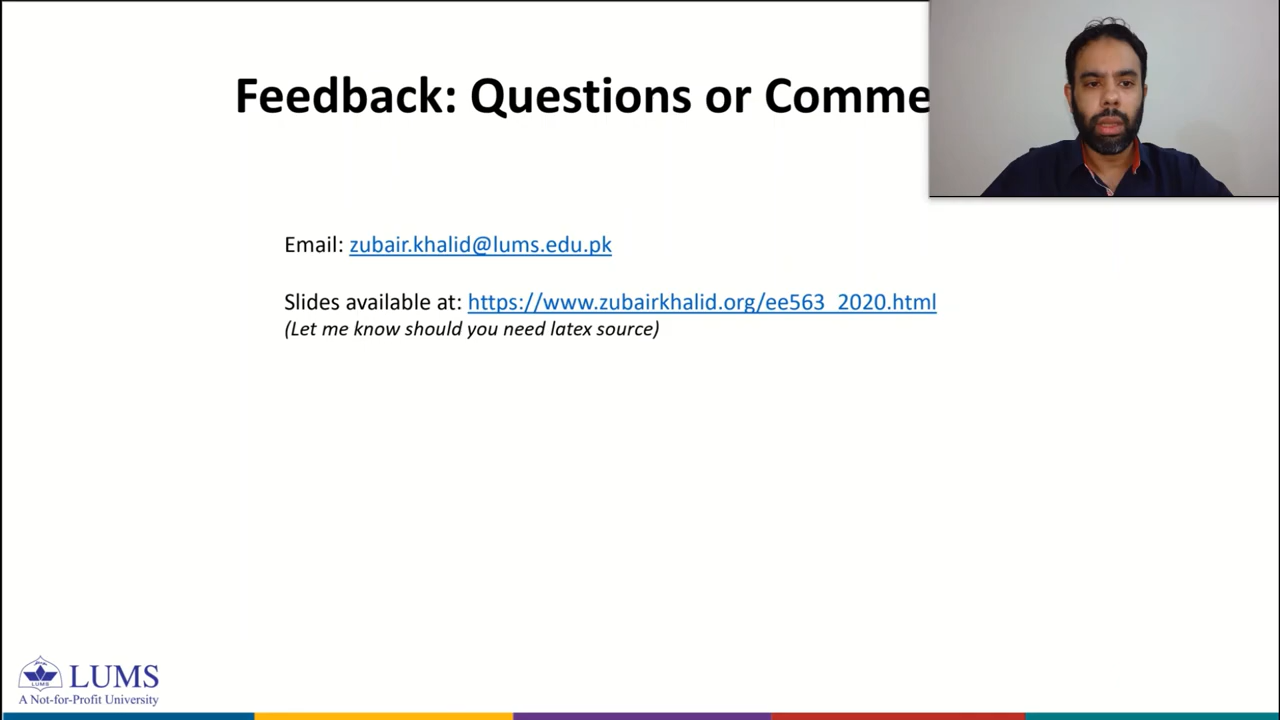 Feedback: Questions or Comme
Email: zubair.khalid@lums.edu.pk
Slides available at: https://www.zubairkhalid.org/ee563_2020.html
(Let me know should you need latex source)
LUMS
LUMS
A Not-for-Profit University